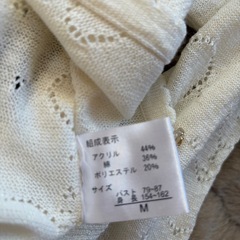 組成表示
アクリル 44%
綿 36%
ポリエステル 20%
サイズ バスト 79-87
身長 154-162
M